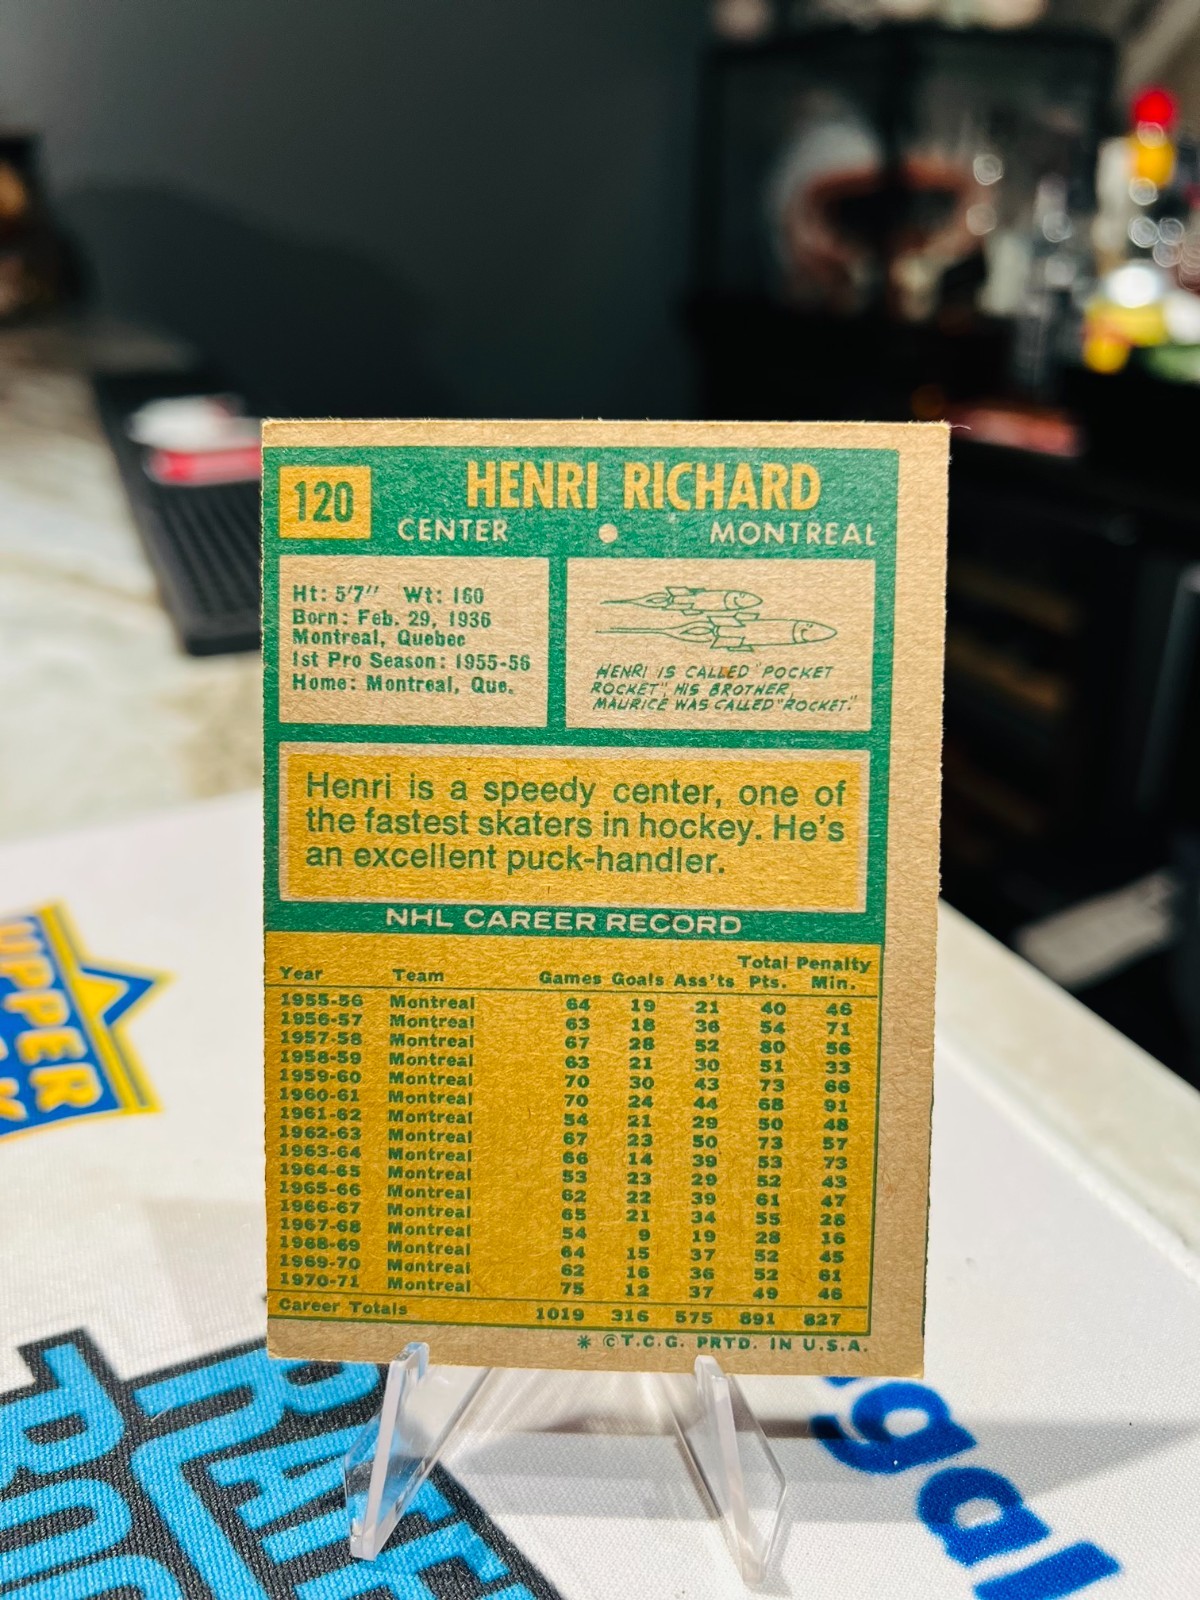 120
HENRI RICHARD
CENTER • MONTREAL
Ht: 5'7" Wt: 160
Born: Feb. 29, 1936
Montreal, Quebec
1st Pro Season: 1955-56
Home: Montreal, Que.
HENRI IS CALLED "POCKET
ROCKET", HIS BROTHER,
MAURICE WAS CALLED "ROCKET."
Henri is a speedy center, one of
the fastest skaters in hockey. He's
an excellent puck-handler.
NHL CAREER RECORD
Year Team Games Goals Ass'ts Total Pts. Penalty Min.
1955-56 Montreal 64 19 21 40 46
1956-57 Montreal 63 18 36 54 71
1957-58 Montreal 67 28 52 80 56
1958-59 Montreal 63 21 30 51 33
1959-60 Montreal 70 30 43 73 66
1960-61 Montreal 70 24 44 68 91
1961-62 Montreal 54 21 29 50 48
1962-63 Montreal 67 23 50 73 57
1963-64 Montreal 66 14 39 53 73
1964-65 Montreal 53 23 29 52 43
1965-66 Montreal 62 22 39 61 47
1966-67 Montreal 65 21 34 55 28
1967-68 Montreal 54 9 19 28 16
1968-69 Montreal 64 15 37 52 45
1969-70 Montreal 62 16 36 52 61
1970-71 Montreal 75 12 37 49 46
Career Totals 1019 316 575 891 827
* © T.C.G. PRTD. IN U.S.A.
UPPER
gal